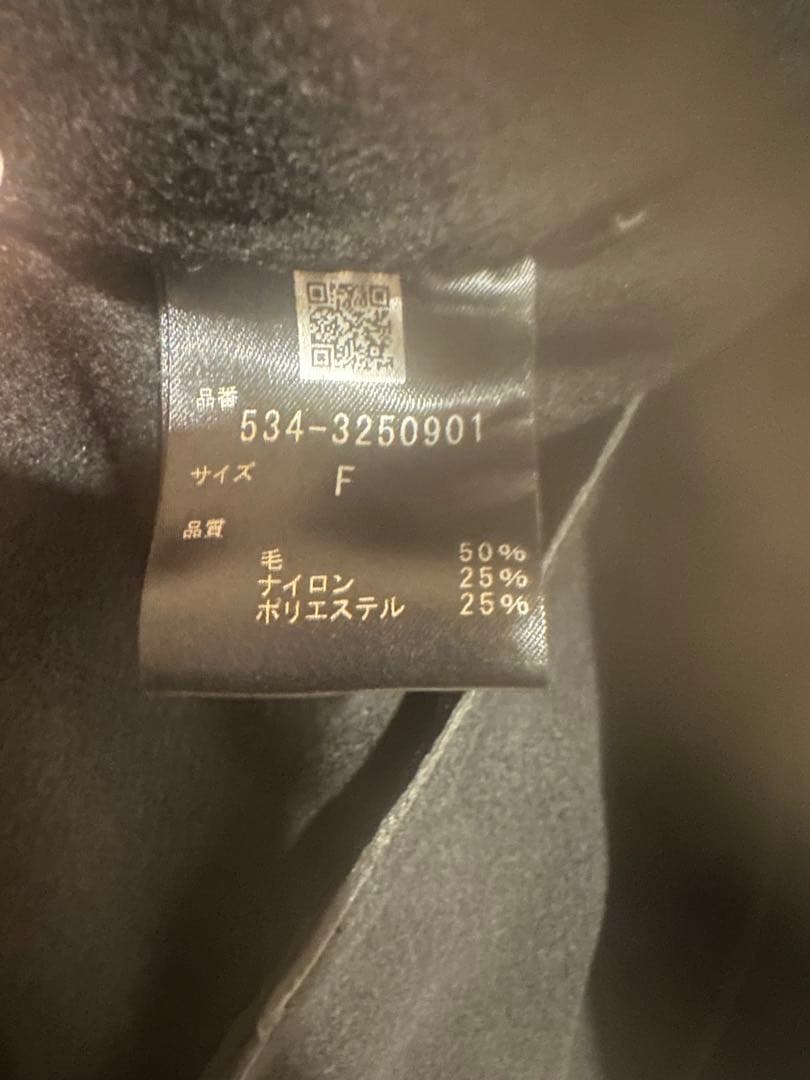 品番
534-3250901
サイズ F
品質
毛 50%
ナイロン 25%
ポリエステル 25%